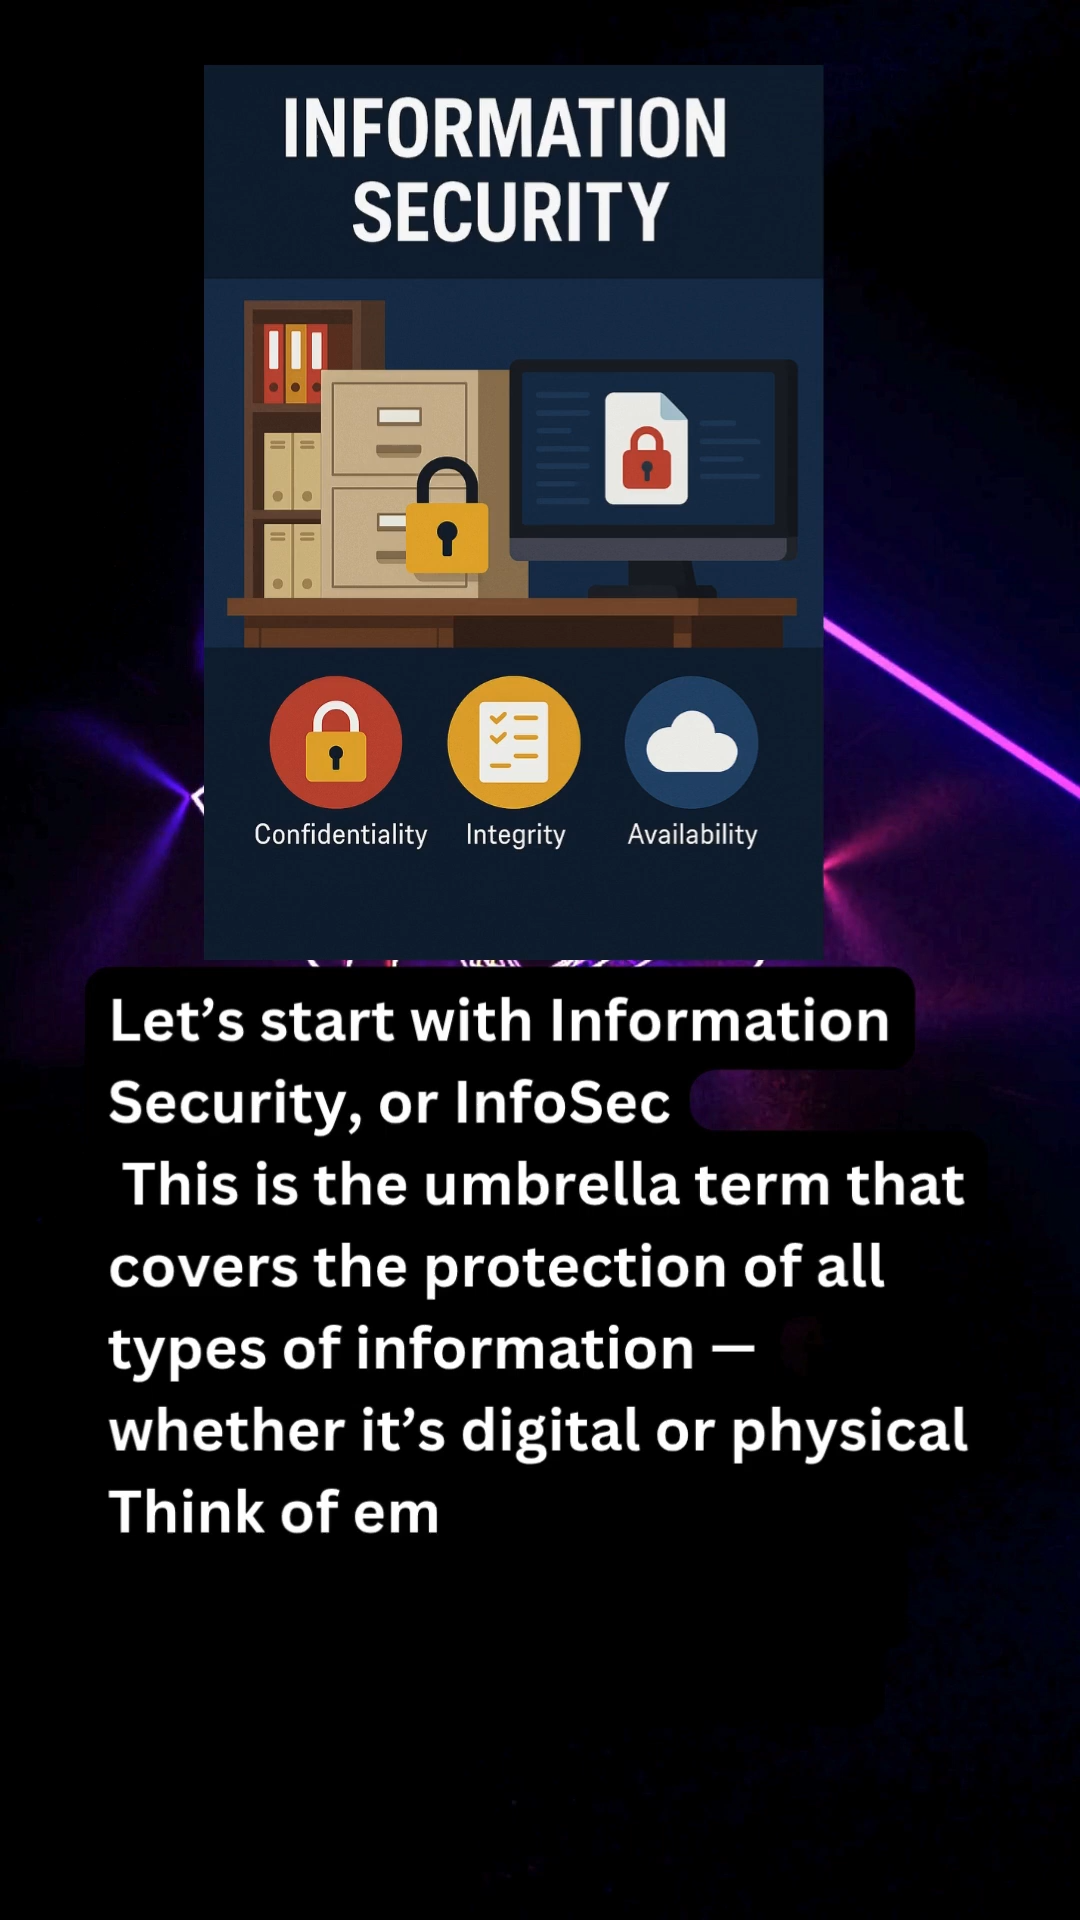 INFORMATION
SECURITY
Confidentiality Integrity Availability
Let’s start with Information
Security, or InfoSec
This is the umbrella term that
covers the protection of all
types of information —
whether it’s digital or physical
Think of em